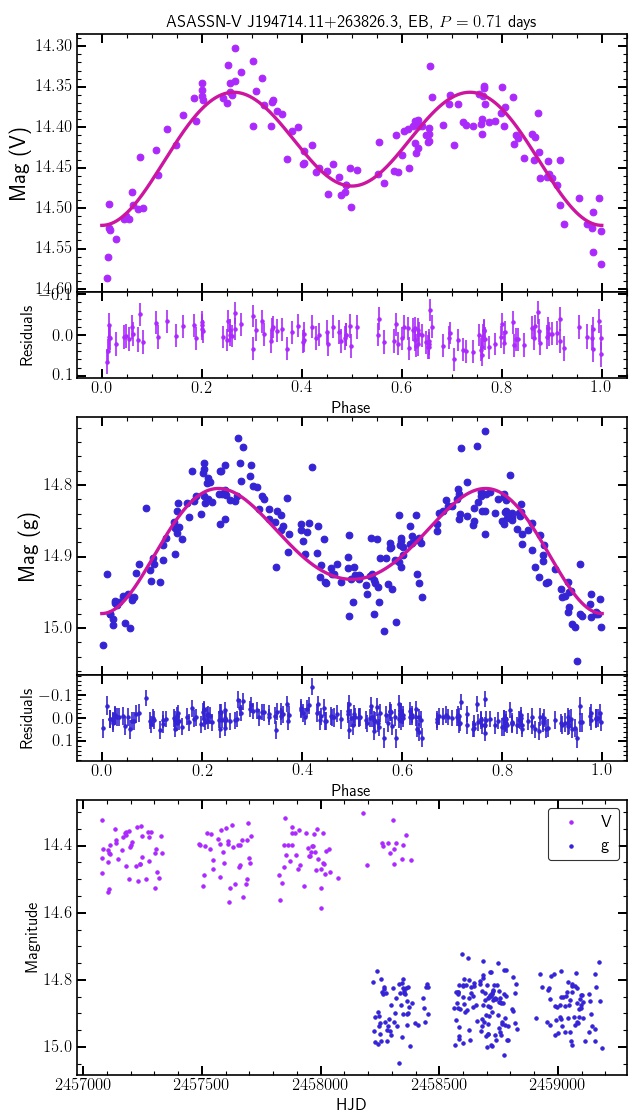 ASASSN-V J194714.11+263826.3, EB, P = 0.71 days
14.30
14.35
14.40
14.45
14.50
14.55
14.60
Mag (V)
−0.1
0.0
0.1
Residuals
0.0 0.2 0.4 0.6 0.8 1.0
Phase
14.8
14.9
15.0
Mag (g)
−0.1
0.0
0.1
Residuals
0.0 0.2 0.4 0.6 0.8 1.0
Phase
V
g
14.4
14.6
14.8
15.0
Magnitude
2457000 2457500 2458000 2458500 2459000
HJD